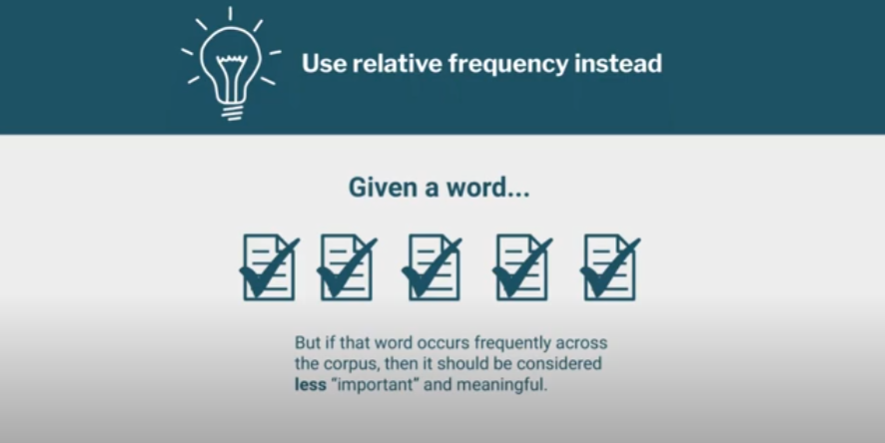 Use relative frequency instead
Given a word...
But if that word occurs frequently across
the corpus, then it should be considered
less “important” and meaningful.